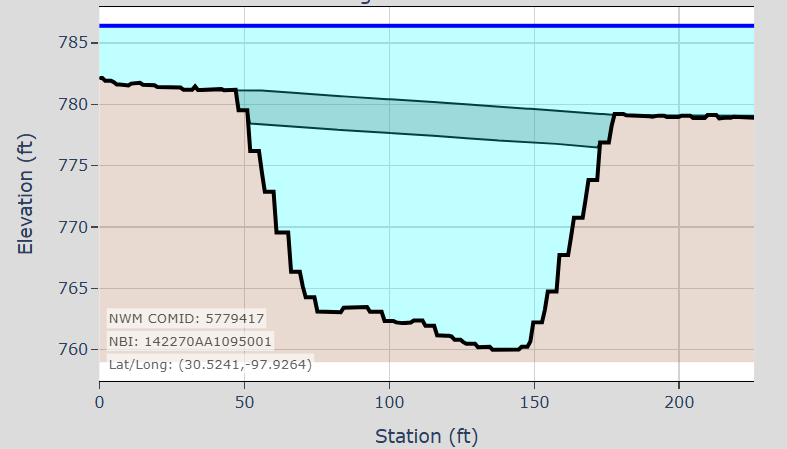 785
780
775
770
765
760
Elevation (ft)
NWM COMID: 5779417
NBI: 142270AA1095001
Lat/Long: (30.5241,-97.9264)
0
50
100
150
200
Station (ft)